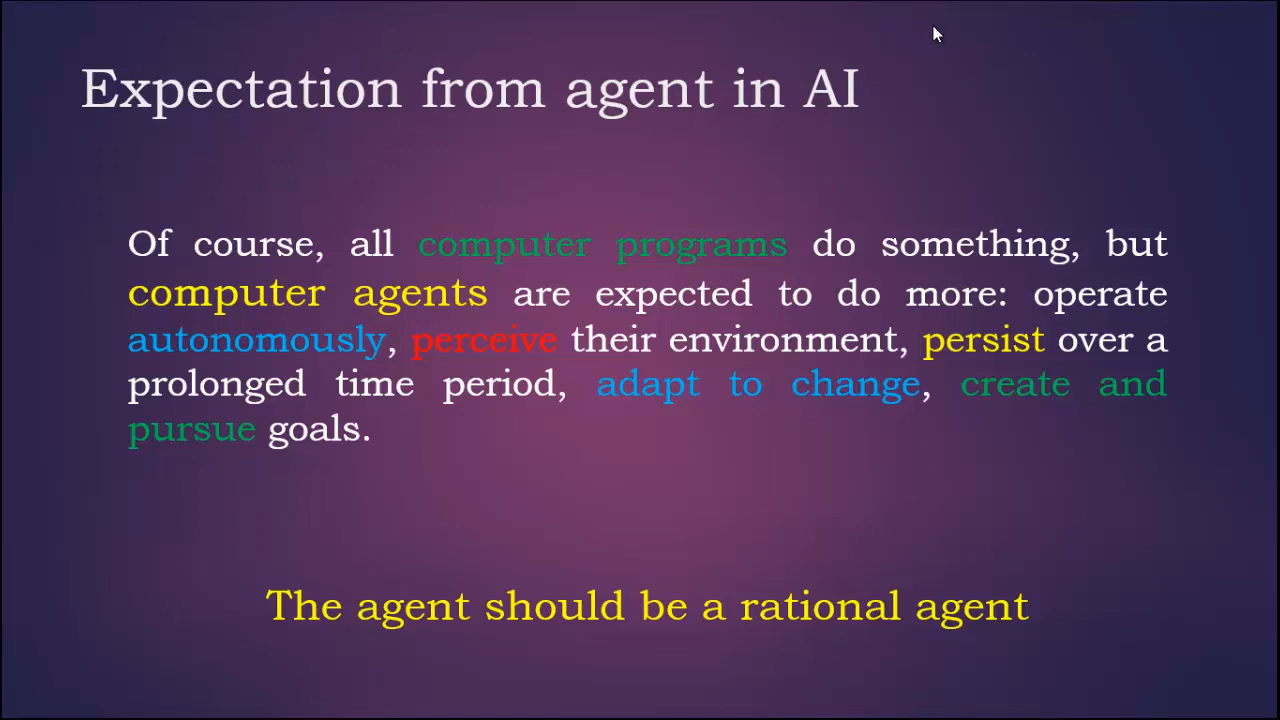 Expectation from agent in AI
Of course, all computer programs do something, but
computer agents are expected to do more: operate
autonomously, perceive their environment, persist over a
prolonged time period, adapt to change, create and
pursue goals.
The agent should be a rational agent